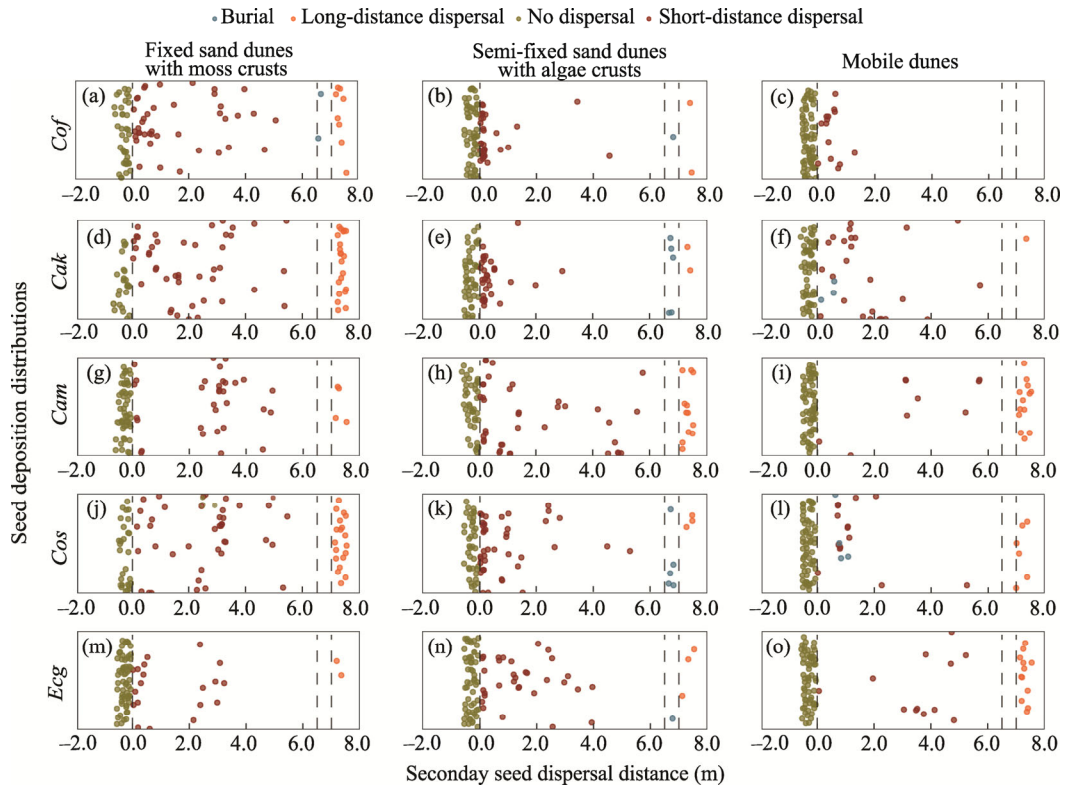 Burial Long-distance dispersal No dispersal Short-distance dispersal
Fixed sand dunes
with moss crusts
Semi-fixed sand dunes
with algae crusts
Mobile dunes
Seed deposition distributions
Cof
(a)
(b)
(c)
−2.0 0.0 2.0 4.0 6.0 8.0
−2.0 0.0 2.0 4.0 6.0 8.0
−2.0 0.0 2.0 4.0 6.0 8.0
Cak
(d)
(e)
(f)
−2.0 0.0 2.0 4.0 6.0 8.0
−2.0 0.0 2.0 4.0 6.0 8.0
−2.0 0.0 2.0 4.0 6.0 8.0
Cam
(g)
(h)
(i)
−2.0 0.0 2.0 4.0 6.0 8.0
−2.0 0.0 2.0 4.0 6.0 8.0
−2.0 0.0 2.0 4.0 6.0 8.0
Cos
(j)
(k)
(l)
−2.0 0.0 2.0 4.0 6.0 8.0
−2.0 0.0 2.0 4.0 6.0 8.0
−2.0 0.0 2.0 4.0 6.0 8.0
Ecg
(m)
(n)
(o)
−2.0 0.0 2.0 4.0 6.0 8.0
−2.0 0.0 2.0 4.0 6.0 8.0
−2.0 0.0 2.0 4.0 6.0 8.0
Seconday seed dispersal distance (m)